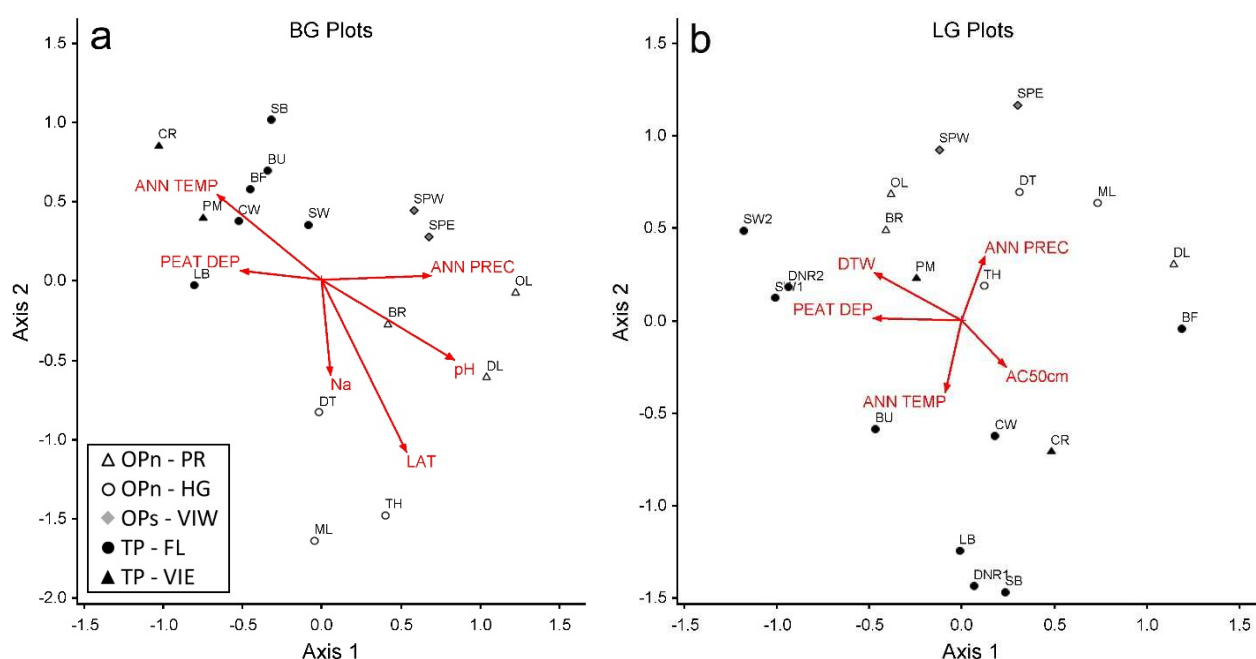 a
BG Plots
1.5
1.0
0.5
0.0
-0.5
-1.0
-1.5
-2.0
Axis 2
-1.5 -1.0 -0.5 0.0 0.5 1.0 1.5
Axis 1
SB
CR
BU
BF
ANN TEMP
PM
CW
SW
SPW
SPE
PEAT DEP
LB
ANN PREC
OL
BR
pH
DL
Na
DT
LAT
TH
ML
OPn - PR
OPn - HG
OPs - VIW
TP - FL
TP - VIE
b
LG Plots
1.5
1.0
0.5
0.0
-0.5
-1.0
-1.5
Axis 2
-1.5 -1.0 -0.5 0.0 0.5 1.0 1.5
Axis 1
SPE
SPW
OL
DT
ML
BR
SW2
ANN PREC
DL
DTW
PM
TH
DNR2
SW1
PEAT DEP
BF
AC50cm
ANN TEMP
BU
CW
CR
LB
DNR1
SB